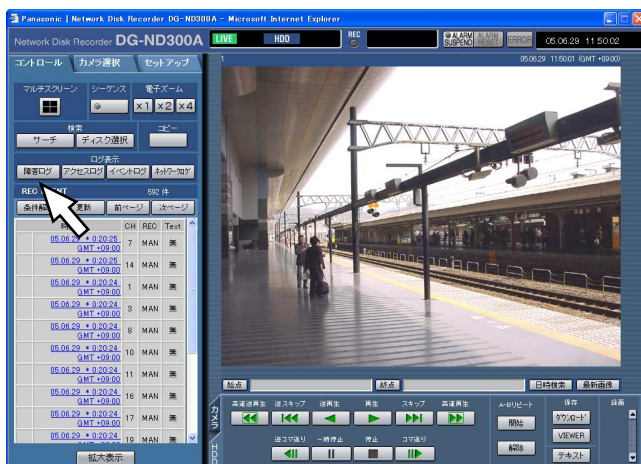 Panasonic | Network Disk Recorder DG-ND300A - Microsoft Internet Explorer
Network Disk Recorder DG-ND300A
LIVE
HDD
REC
ALARM SUSPEND
ALARM RESET
ERROR
05.06.29 11:50:02
コントロール
カメラ選択
セットアップ
1
05.06.29 11:50:01 (GMT +09:00)
マルチスクリーン
シーケンス
電子ズーム
x1
x2
x4
検索
コピー
サーチ
ディスク選択
ログ表示
障害ログ
アクセスログ
イベントログ
ネットワークログ
REC
NT
592 件
更新
前ページ
次ページ
CH
REC
Text
05.06.29 * 0:20:25 GMT +09:00
7
MAN
無
05.06.29 * 0:20:25 GMT +09:00
14
MAN
無
05.06.29 * 0:20:24 GMT +09:00
1
MAN
無
05.06.29 * 0:20:24 GMT +09:00
3
MAN
無
05.06.29 * 0:20:24 GMT +09:00
8
MAN
無
05.06.29 * 0:20:24 GMT +09:00
10
MAN
無
05.06.29 * 0:20:24 GMT +09:00
11
MAN
無
05.06.29 * 0:20:24 GMT +09:00
16
MAN
無
05.06.29 * 0:20:24 GMT +09:00
17
MAN
無
05.06.29 * 0:20:24
19
MAN
無
拡大表示
始点
終点
日時検索
最新画像
カメラ
HDD
高速逆再生
逆スキップ
逆再生
再生
スキップ
高速再生
A-Bリピート
保存
録画
開始
ダウンロード
逆コマ送り
一時停止
停止
コマ送り
VIEWER
解除
テキスト